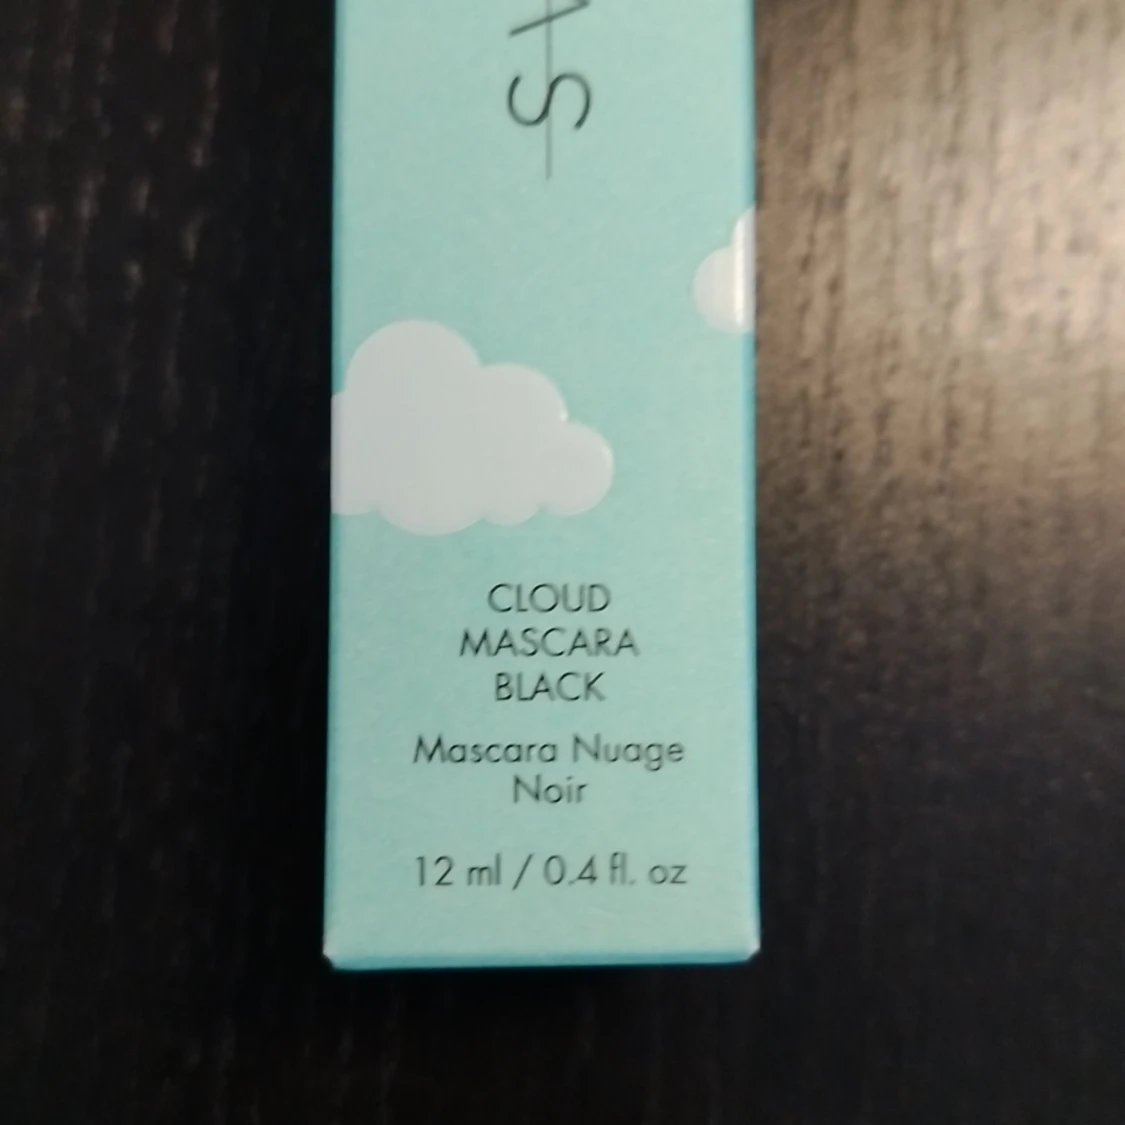 CLOUD
MASCARA
BLACK
Mascara Nuage
Noir
12 ml / 0.4 fl. oz